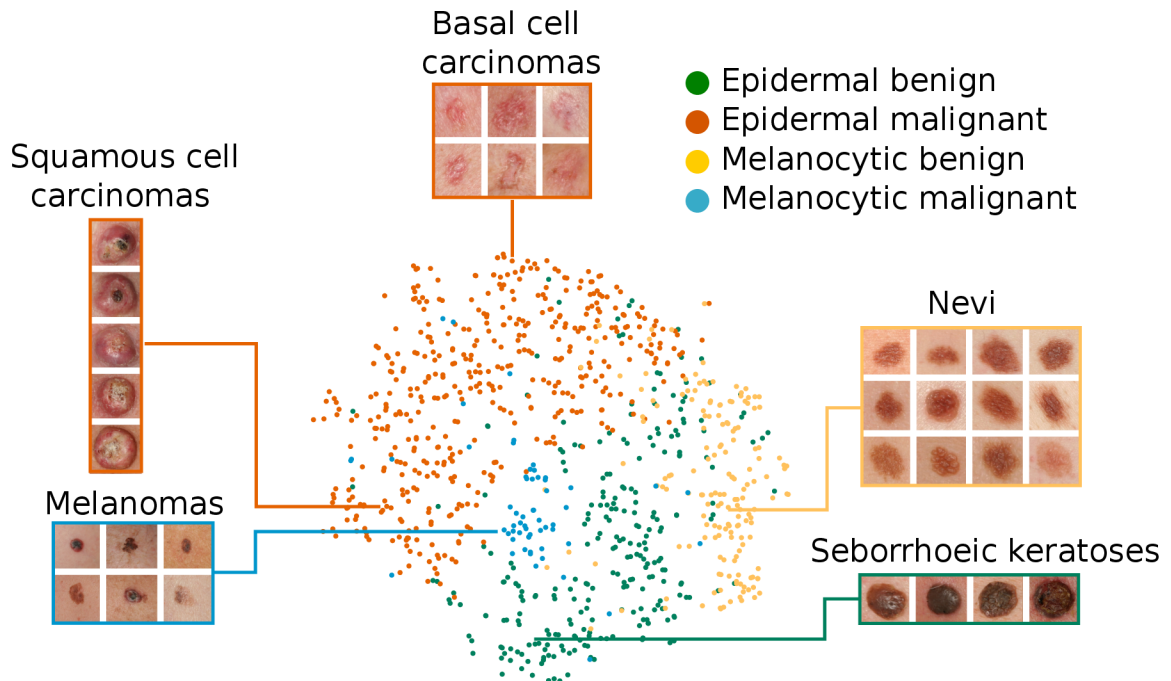 Basal cell
carcinomas
Epidermal benign
Epidermal malignant
Melanocytic benign
Melanocytic malignant
Squamous cell
carcinomas
Nevi
Melanomas
Seborrhoeic keratoses